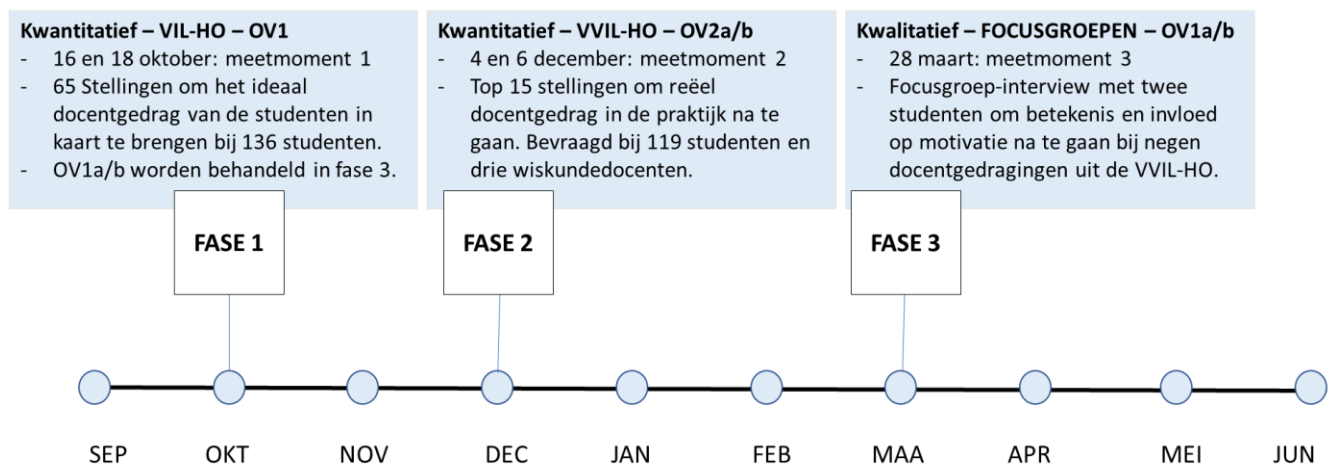 Kwantitatief – VIL-HO – OV1
- 16 en 18 oktober: meetmoment 1
- 65 Stellingen om het ideaal
docentgedrag van de studenten in
kaart te brengen bij 136 studenten.
- OV1a/b worden behandeld in fase 3.
Kwantitatief – VVIL-HO – OV2a/b
- 4 en 6 december: meetmoment 2
- Top 15 stellingen om reëel
docentgedrag in de praktijk na te
gaan. Bevraagd bij 119 studenten en
drie wiskundedocenten.
Kwalitatief – FOCUSGROEPEN – OV1a/b
- 28 maart: meetmoment 3
- Focusgroep-interview met twee
studenten om betekenis en invloed
op motivatie na te gaan bij negen
docentgedragingen uit de VVIL-HO.
FASE 1
FASE 2
FASE 3
SEP OKT NOV DEC JAN FEB MAA APR MEI JUN